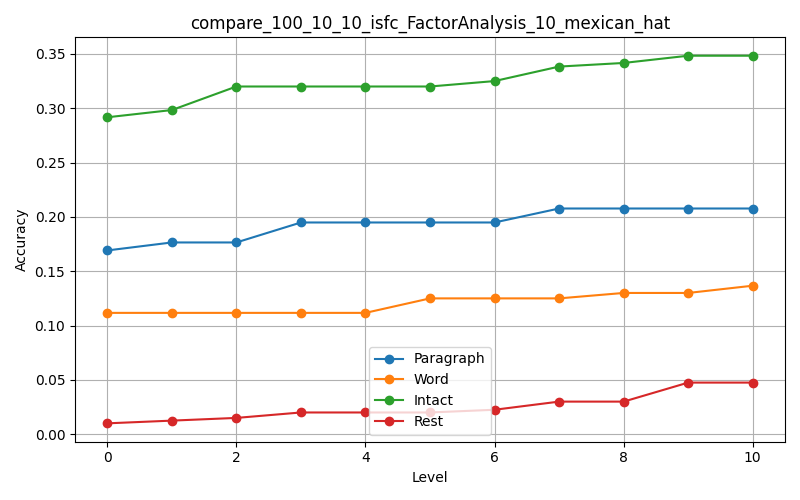 compare_100_10_10_isfc_FactorAnalysis_10_mexican_hat
0.35
0.30
0.25
0.20
0.15
0.10
0.05
0.00
Accuracy
Paragraph
Word
Intact
Rest
0 2 4 6 8 10
Level